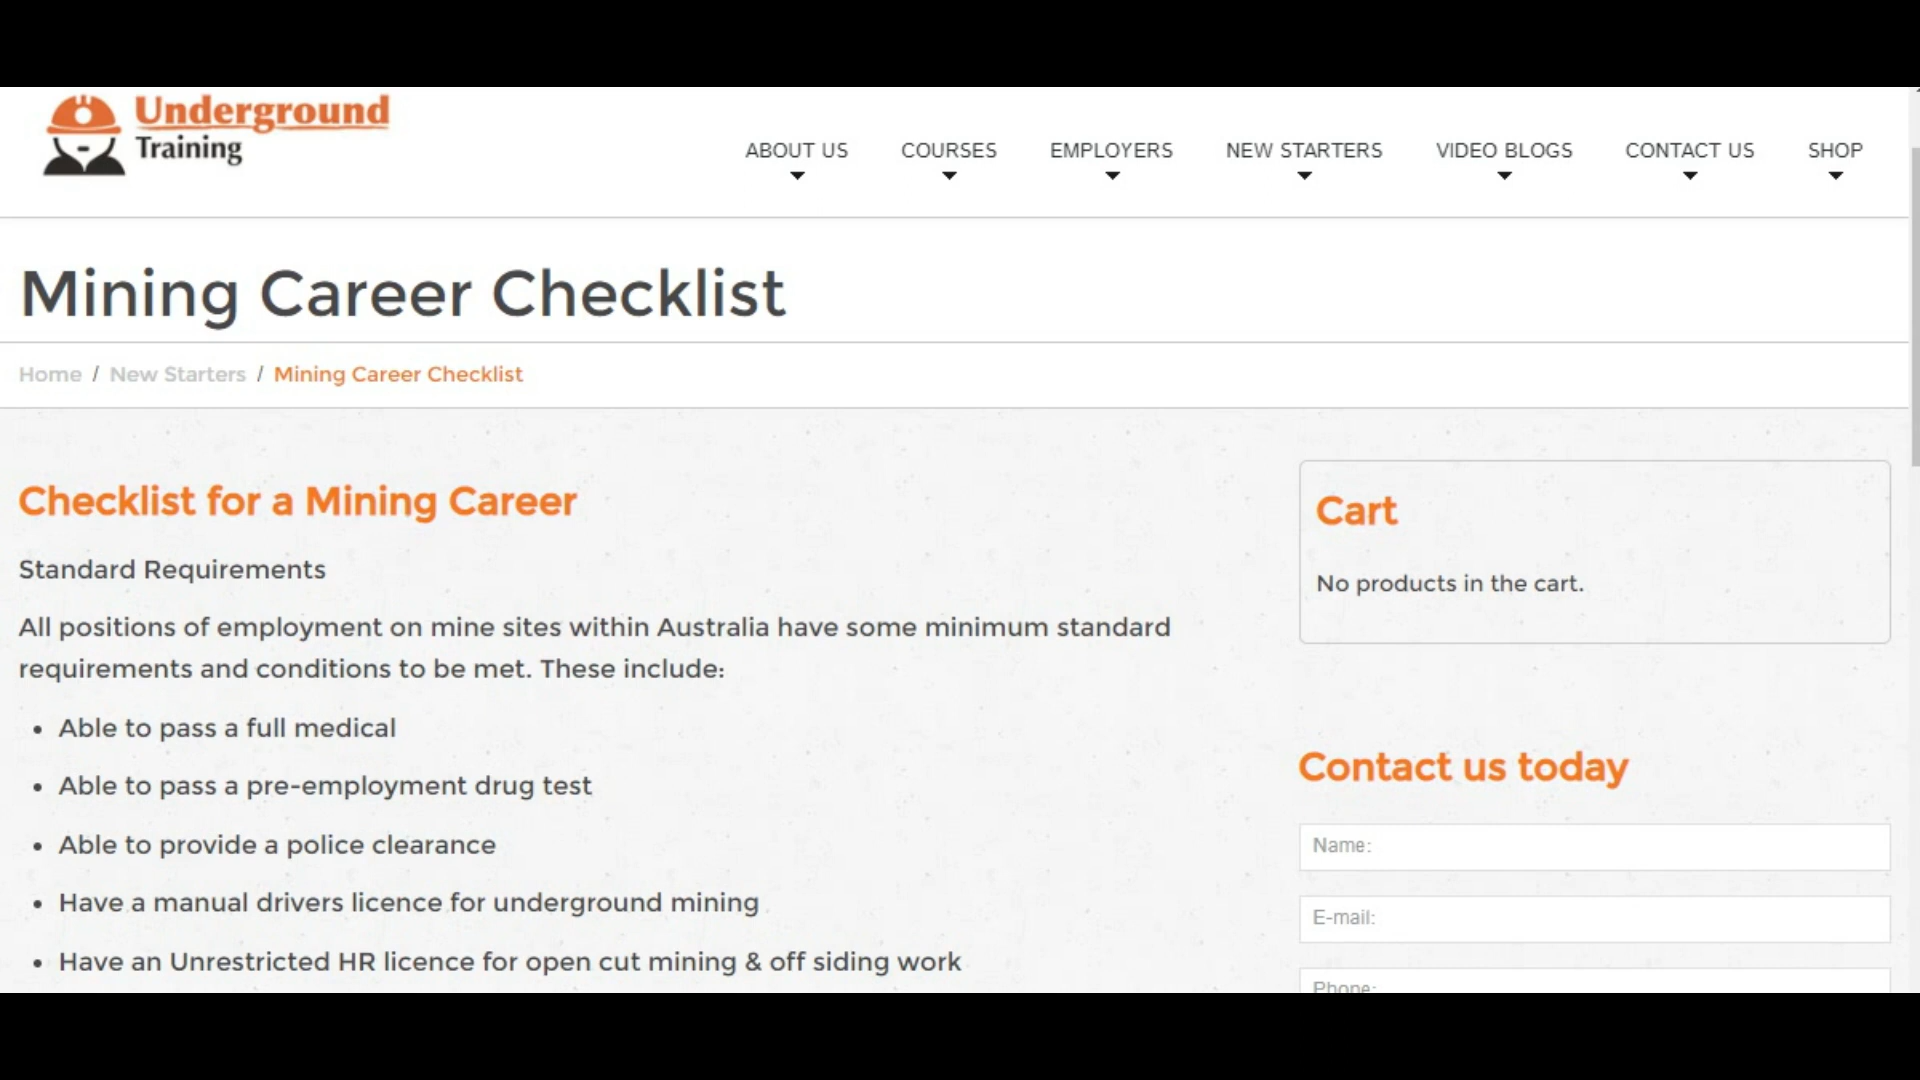 Underground
Training
ABOUT US
COURSES
EMPLOYERS
NEW STARTERS
VIDEO BLOGS
CONTACT US
SHOP
Mining Career Checklist
Home / New Starters / Mining Career Checklist
Checklist for a Mining Career
Standard Requirements
All positions of employment on mine sites within Australia have some minimum standard
requirements and conditions to be met. These include:
• Able to pass a full medical
• Able to pass a pre-employment drug test
• Able to provide a police clearance
• Have a manual drivers licence for underground mining
• Have an Unrestricted HR licence for open cut mining & off siding work
Cart
No products in the cart.
Contact us today
Name:
E-mail:
Phone: